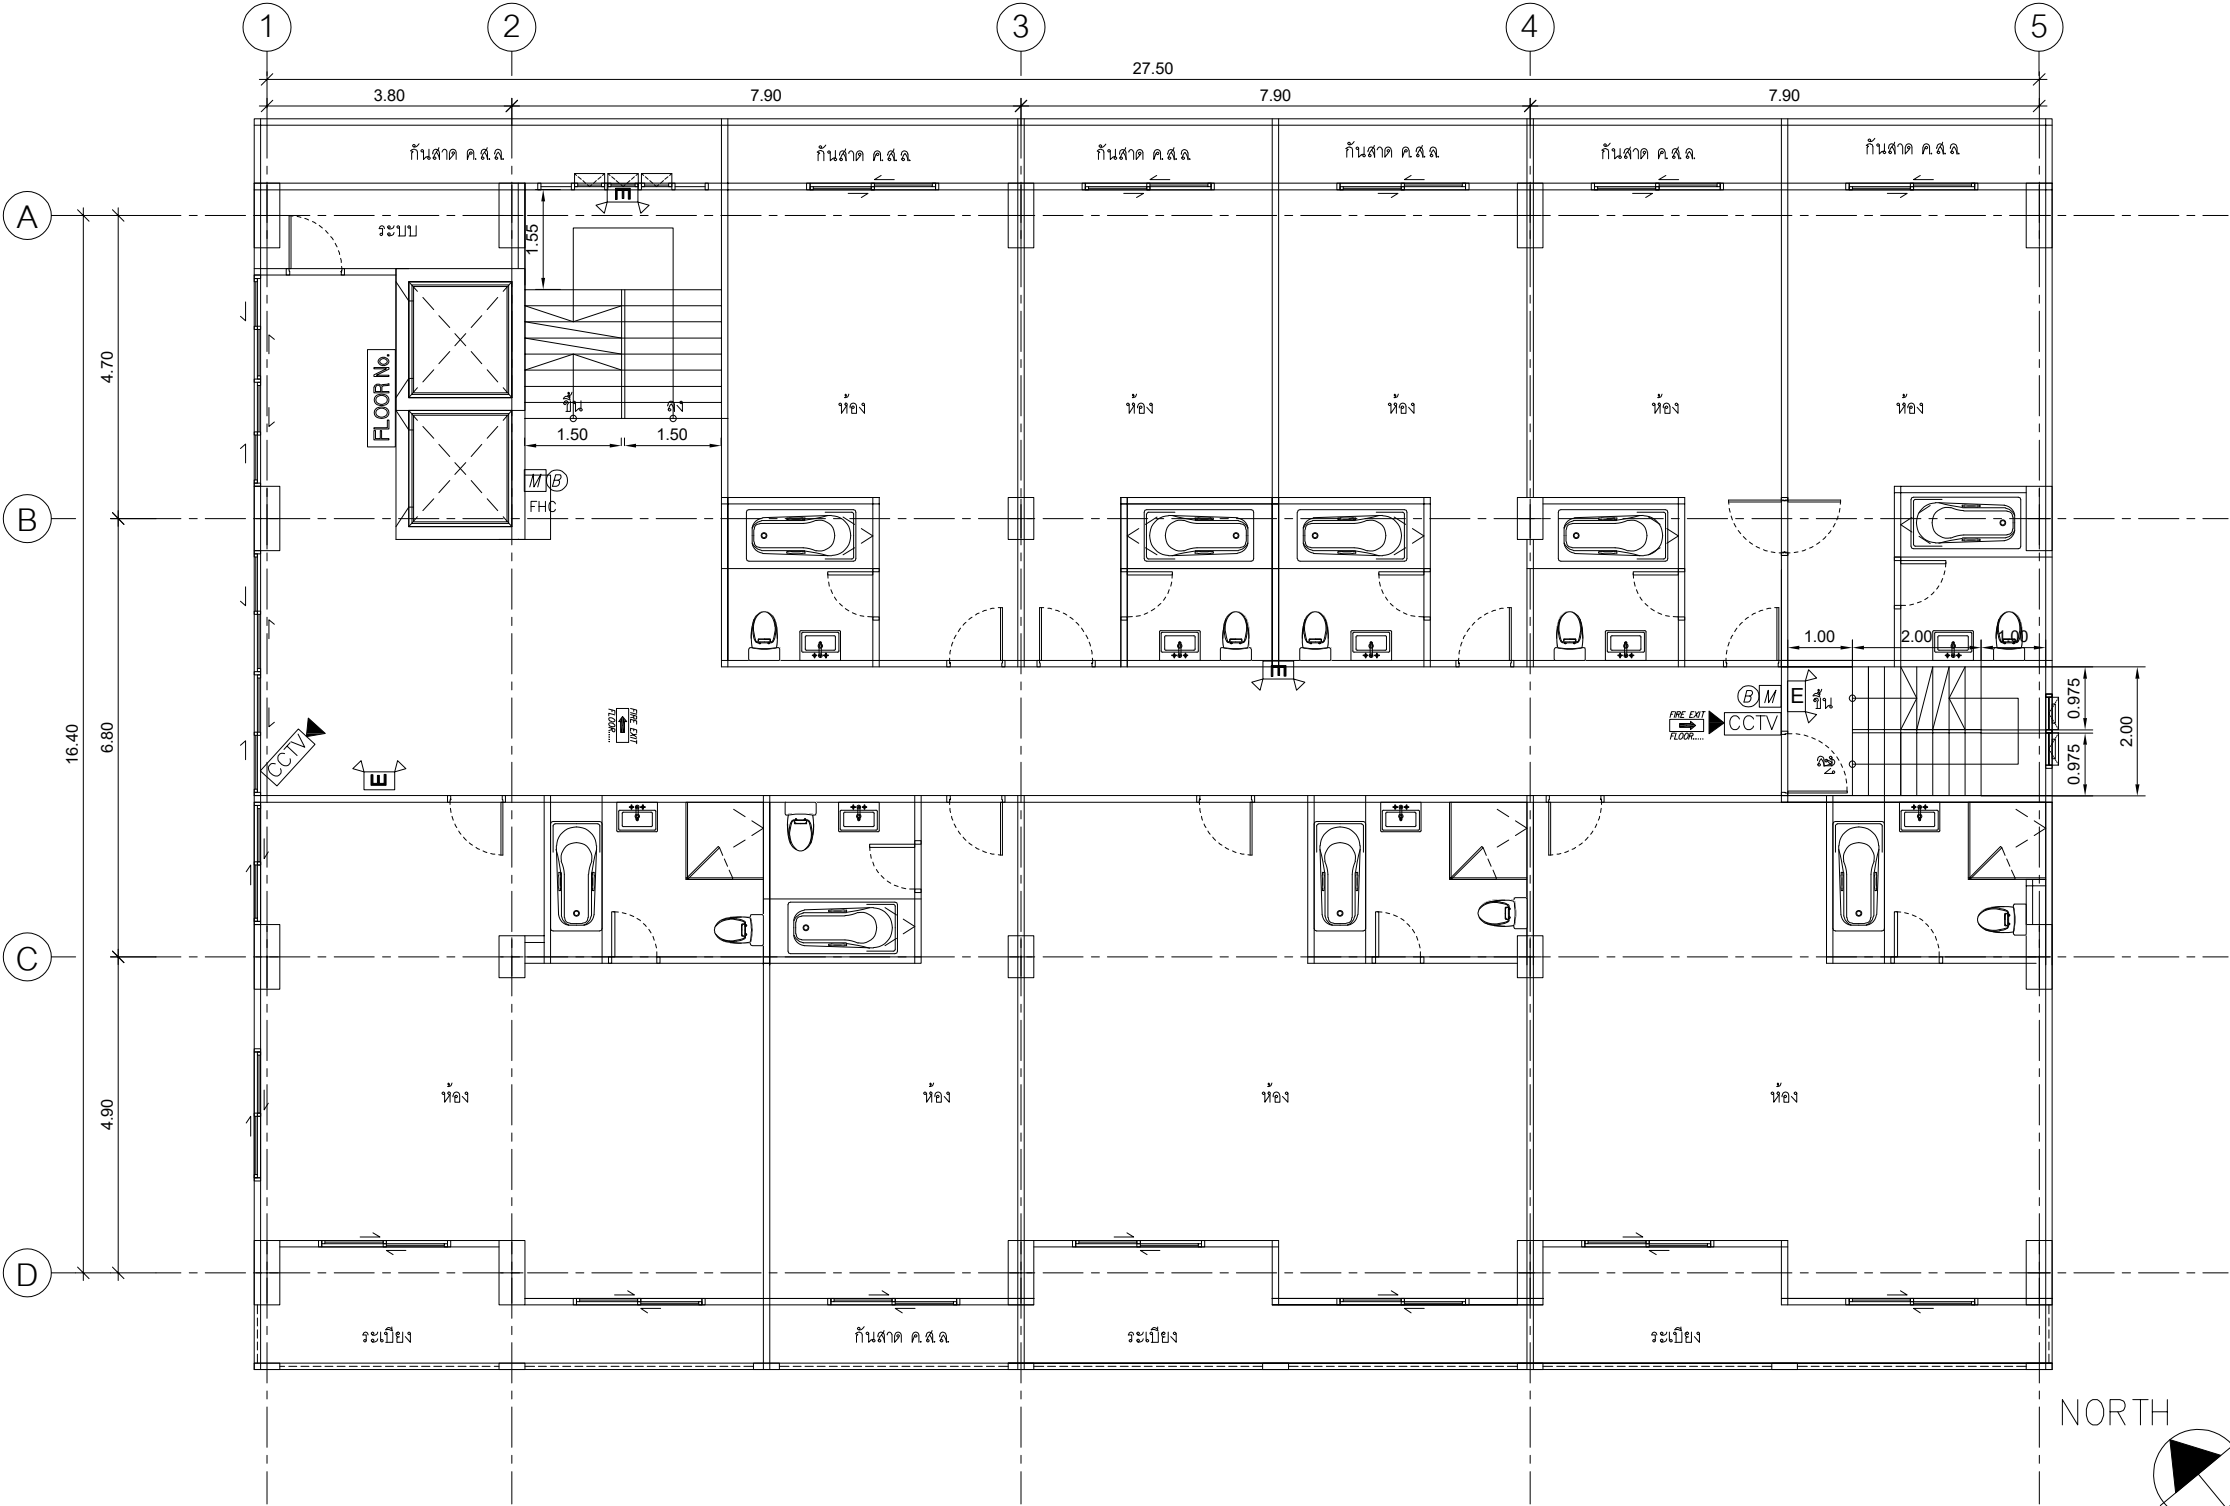 1 2 3 4 5
27.50
3.80 7.90 7.90 7.90
กันสาด ค.ส.ล. กันสาด ค.ส.ล. กันสาด ค.ส.ล. กันสาด ค.ส.ล. กันสาด ค.ส.ล. กันสาด ค.ส.ล.
E
A
ระบบ
1.55
4.70
FLOOR No.
ขึ้น ลง
ห้อง ห้อง ห้อง ห้อง ห้อง
1.50 1.50
M B
FHC
B
1.00 2.00 1.00
E
B M E ขึ้น
0.975
FIRE EXIT
FLOOR.....
FIRE EXIT
FLOOR.....
CCTV
2.00
16.40
6.80
CCTV
ลง
0.975
E
C
ห้อง ห้อง ห้อง ห้อง
4.90
D
ระเบียง กันสาด ค.ส.ล. ระเบียง ระเบียง
NORTH